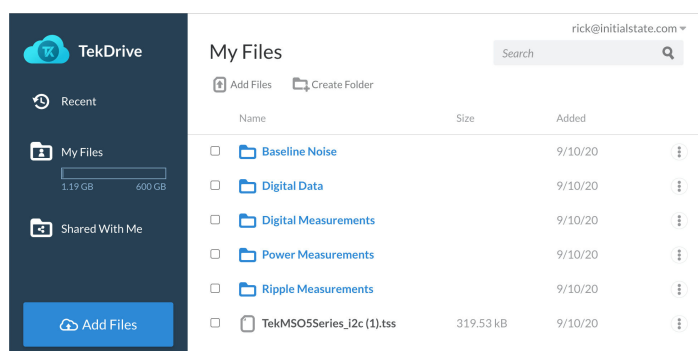 rick@initialstate.com
TK TekDrive
My Files
Search
Add Files Create Folder
Recent
Name Size Added
My Files
1.19 GB 600 GB
Shared With Me
Add Files
Baseline Noise 9/10/20
Digital Data 9/10/20
Digital Measurements 9/10/20
Power Measurements 9/10/20
Ripple Measurements 9/10/20
TekMSO5Series_i2c (1).tss 319.53 kB 9/10/20